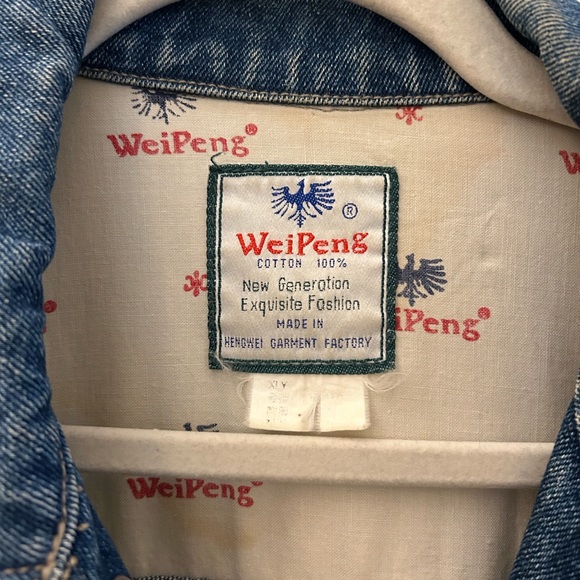 WeiPeng®
W
®
WeiPeng
COTTON 100%
New Generation
Exquisite Fashion
MADE IN
HENGWEI GARMENT FACTORY
iPeng®
WeiPeng®